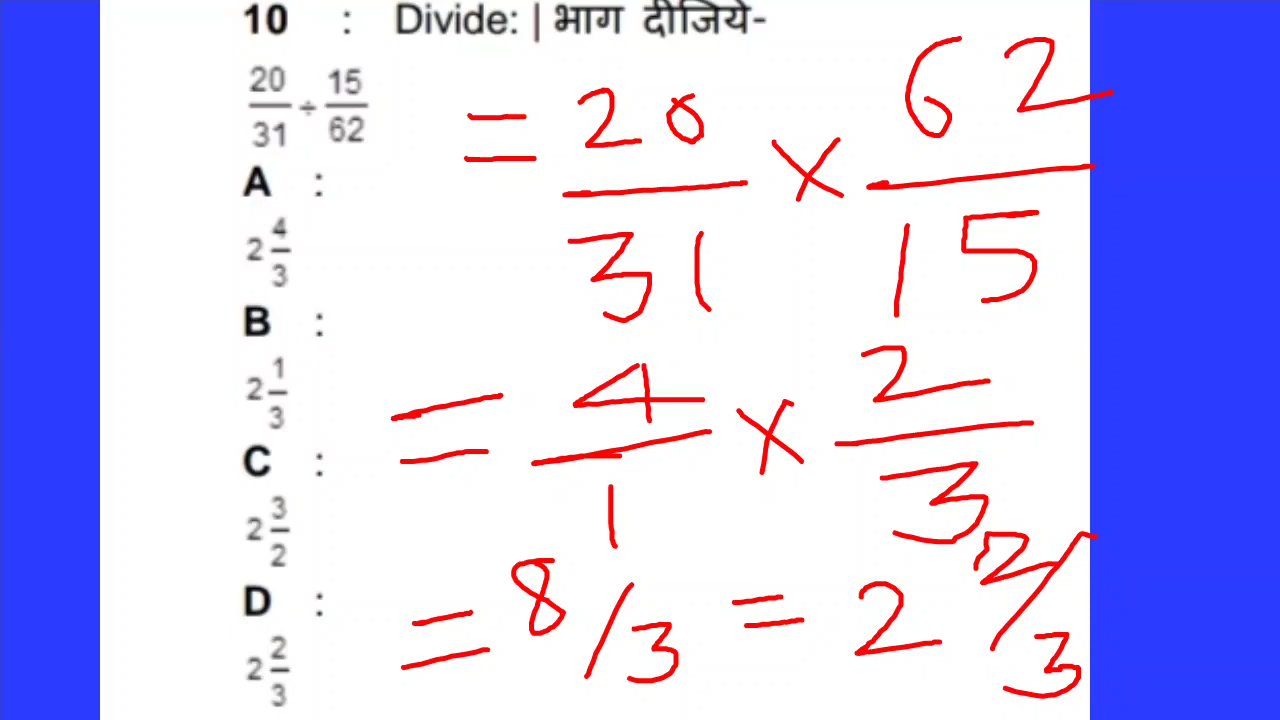 10 : Divide: | भाग दीजिये-
20/31 ÷ 15/62
= 20/31 × 62/15
A :
2 4/3
B :
2 1/3
= 4/1 × 2/3
C :
2 3/2
D :
2 2/3
= 8/3 = 2 2/3